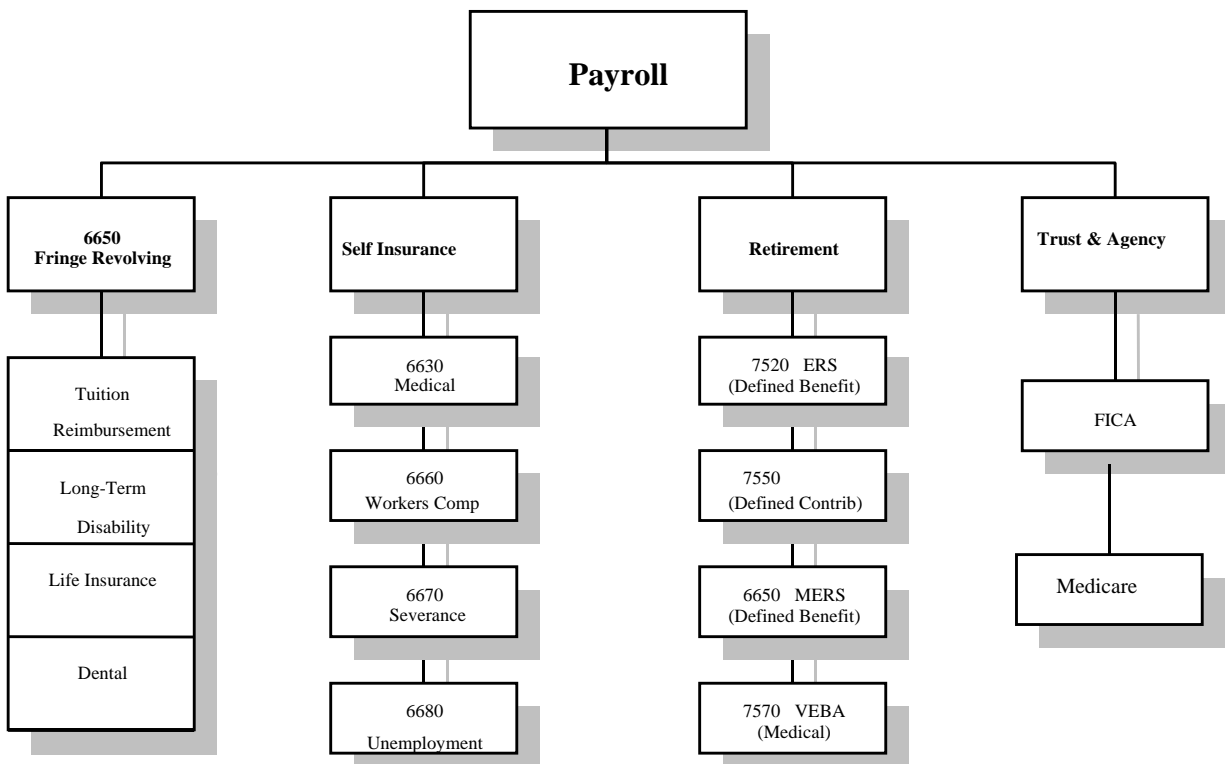 Payroll
6650
Fringe Revolving
Tuition
Reimbursement
Long-Term
Disability
Life Insurance
Dental
Self Insurance
6630
Medical
6660
Workers Comp
6670
Severance
6680
Unemployment
Retirement
7520 ERS
(Defined Benefit)
7550
(Defined Contrib)
6650 MERS
(Defined Benefit)
7570 VEBA
(Medical)
Trust & Agency
FICA
Medicare